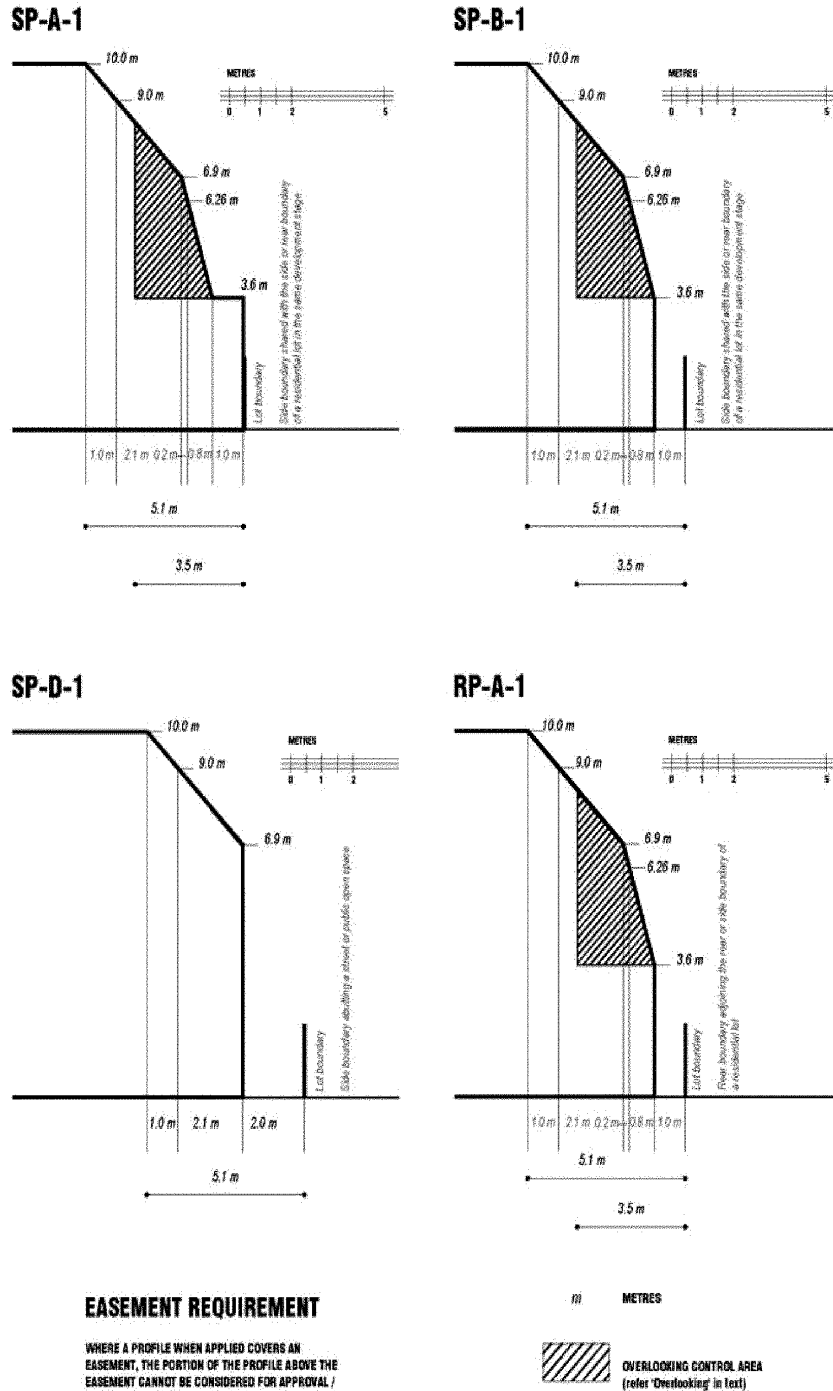 SP-A-1
10.0 m
9.0 m
6.9 m
6.26 m
3.6 m
METRES
0 1 2 5
Lot boundary
Side boundary shared with the side or rear boundary
of a residential lot in the same development stage
1.0 m 2.1 m 0.2 m 0.8 m 1.0 m
5.1 m
3.5 m
SP-B-1
10.0 m
9.0 m
6.9 m
6.26 m
3.6 m
METRES
0 1 2 5
Lot boundary
Side boundary shared with the side or rear boundary
of a residential lot in the same development stage
1.0 m 2.1 m 0.2 m 0.8 m 1.0 m
5.1 m
3.5 m
SP-D-1
10.0 m
9.0 m
6.9 m
METRES
0 1 2
Lot boundary
Side boundary abutting a street or public open space
1.0 m 2.1 m 2.0 m
5.1 m
RP-A-1
10.0 m
9.0 m
6.9 m
6.26 m
3.6 m
METRES
0 1 2 5
Lot boundary
Rear boundary adjoining the rear or side boundary of
a residential lot
1.0 m 2.1 m 0.2 m 0.8 m 1.0 m
5.1 m
3.5 m
EASEMENT REQUIREMENT
WHERE A PROFILE WHEN APPLIED COVERS AN
EASEMENT, THE PORTION OF THE PROFILE ABOVE THE
EASEMENT CANNOT BE CONSIDERED FOR APPROVAL /
m METRES
OVERLOOKING CONTROL AREA
(refer 'Overlooking' in text)